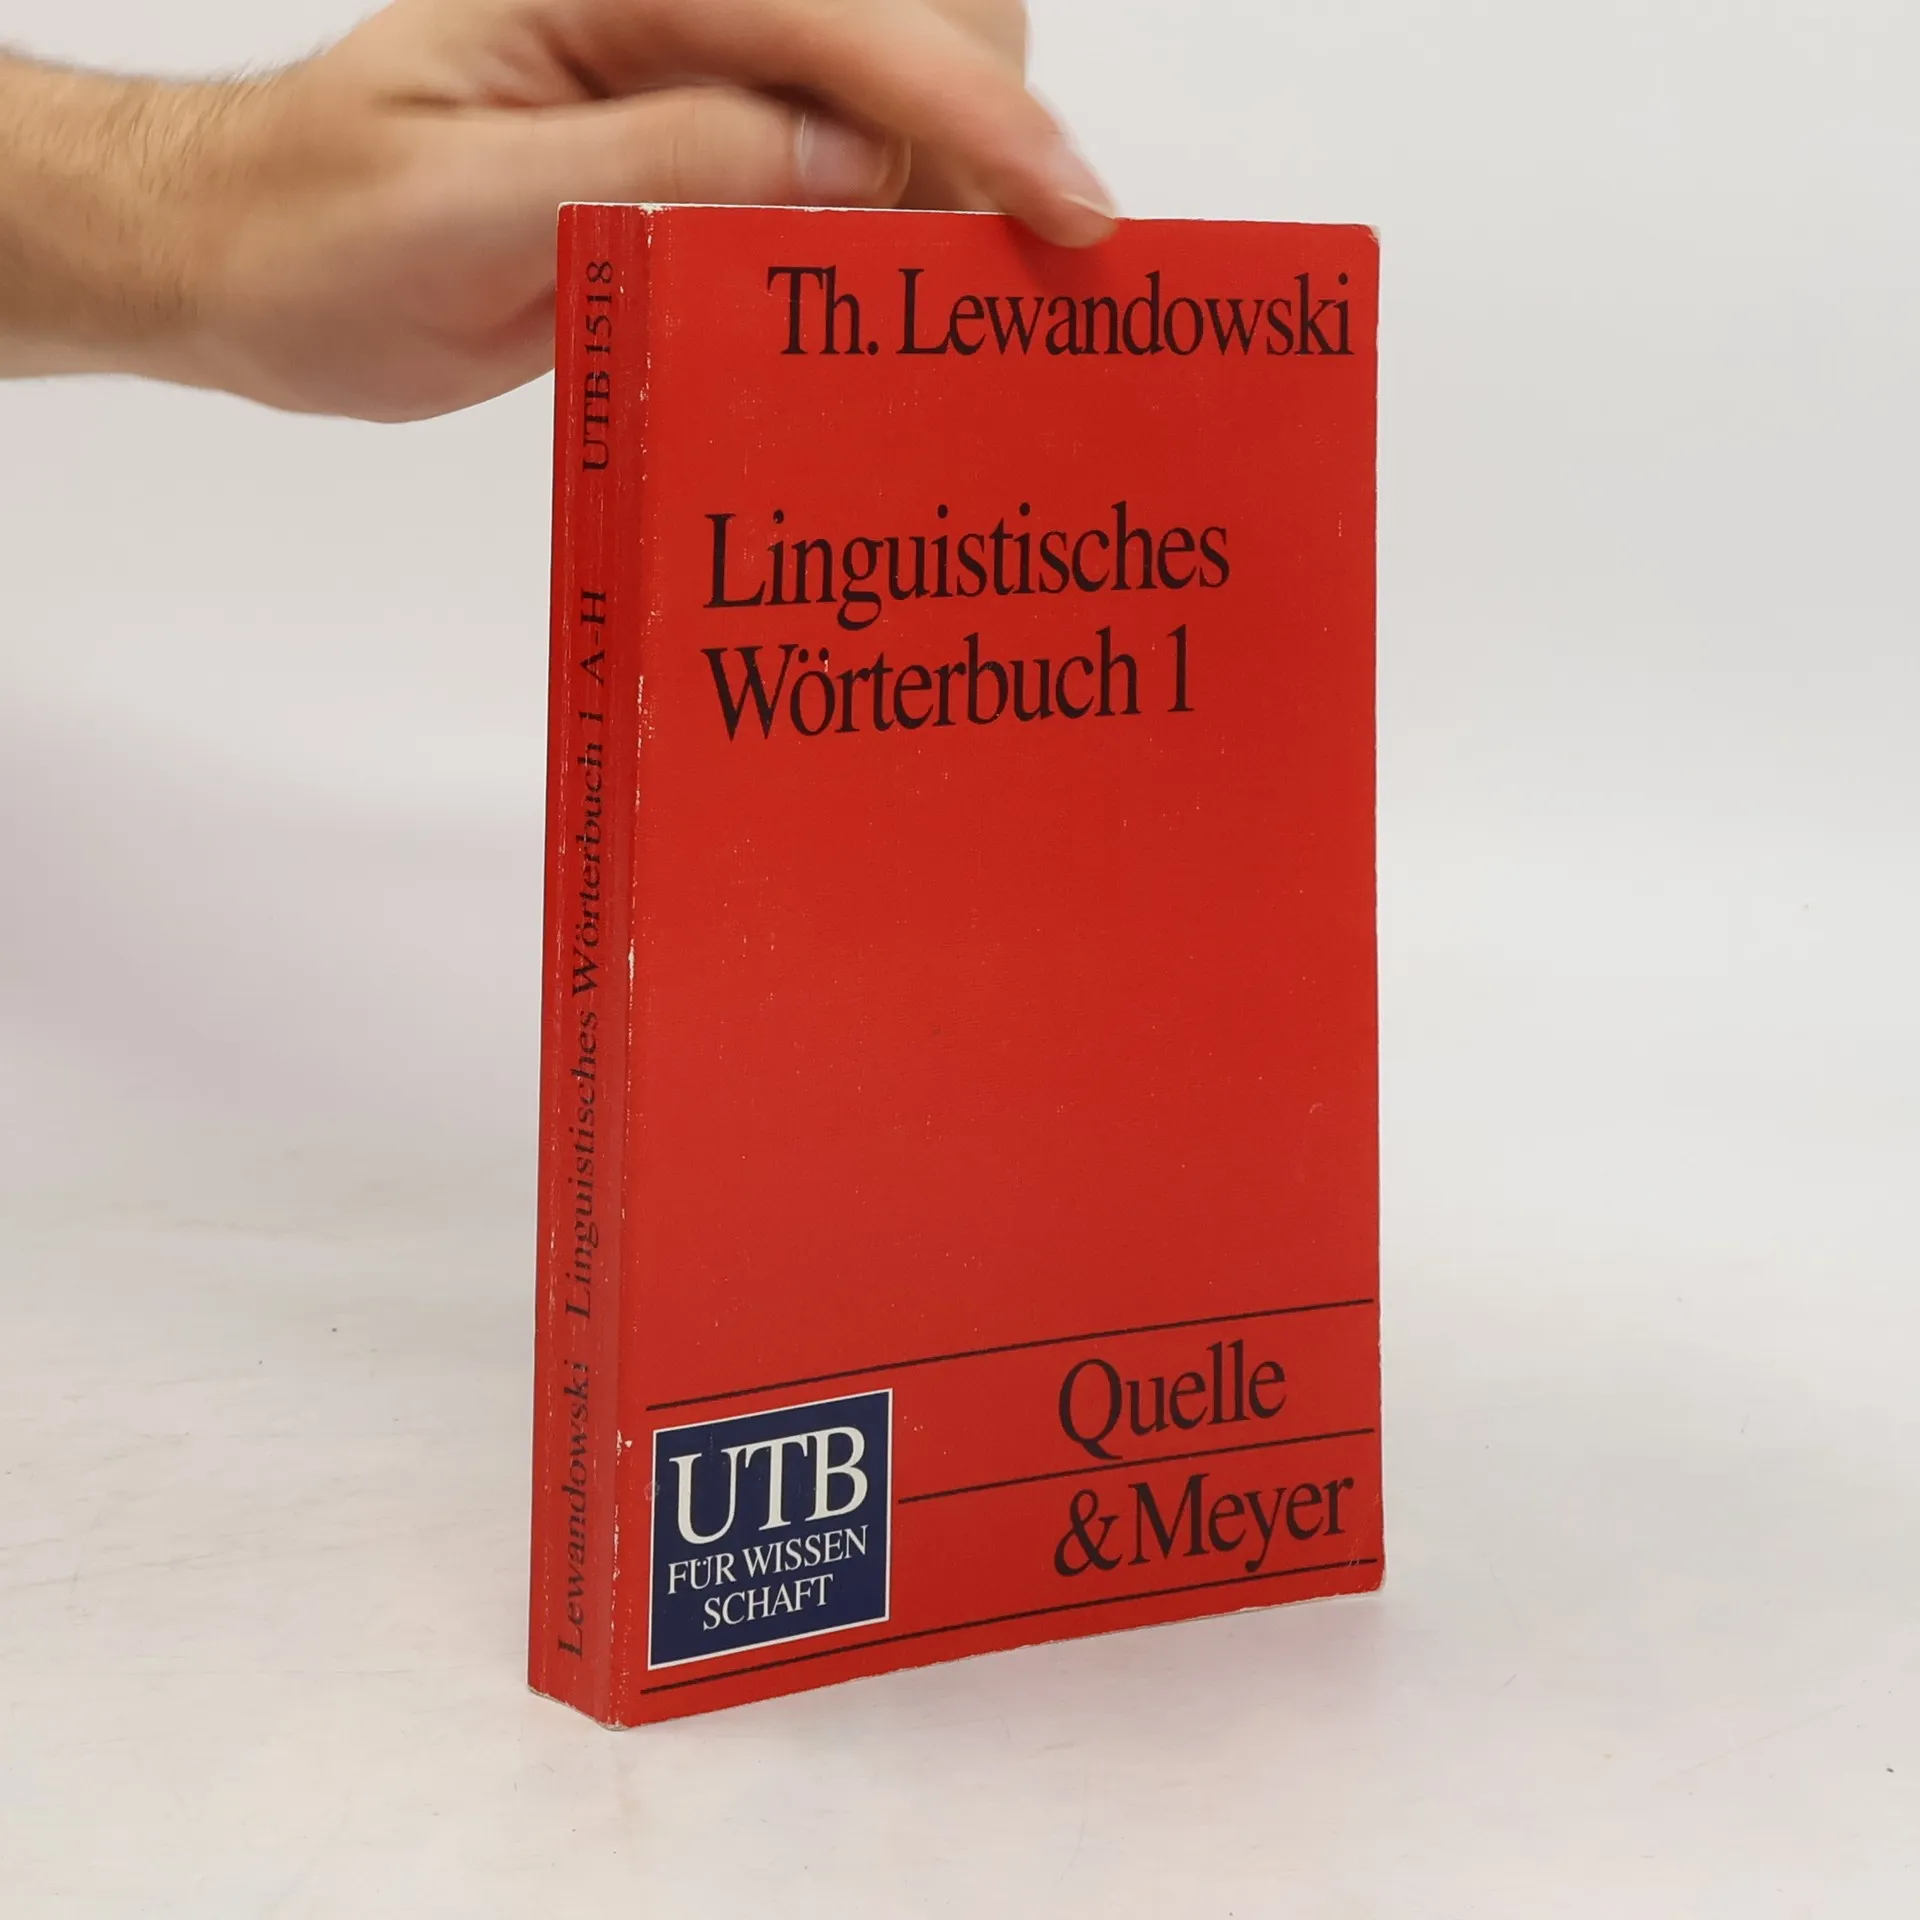 Th. Lewandowski
Linguistisches
Wörterbuch 1
Quelle
& Meyer
UTB
FÜR WISSEN
SCHAFT
Lewandowski Linguistisches Wörterbuch 1 A-H UTB 1518